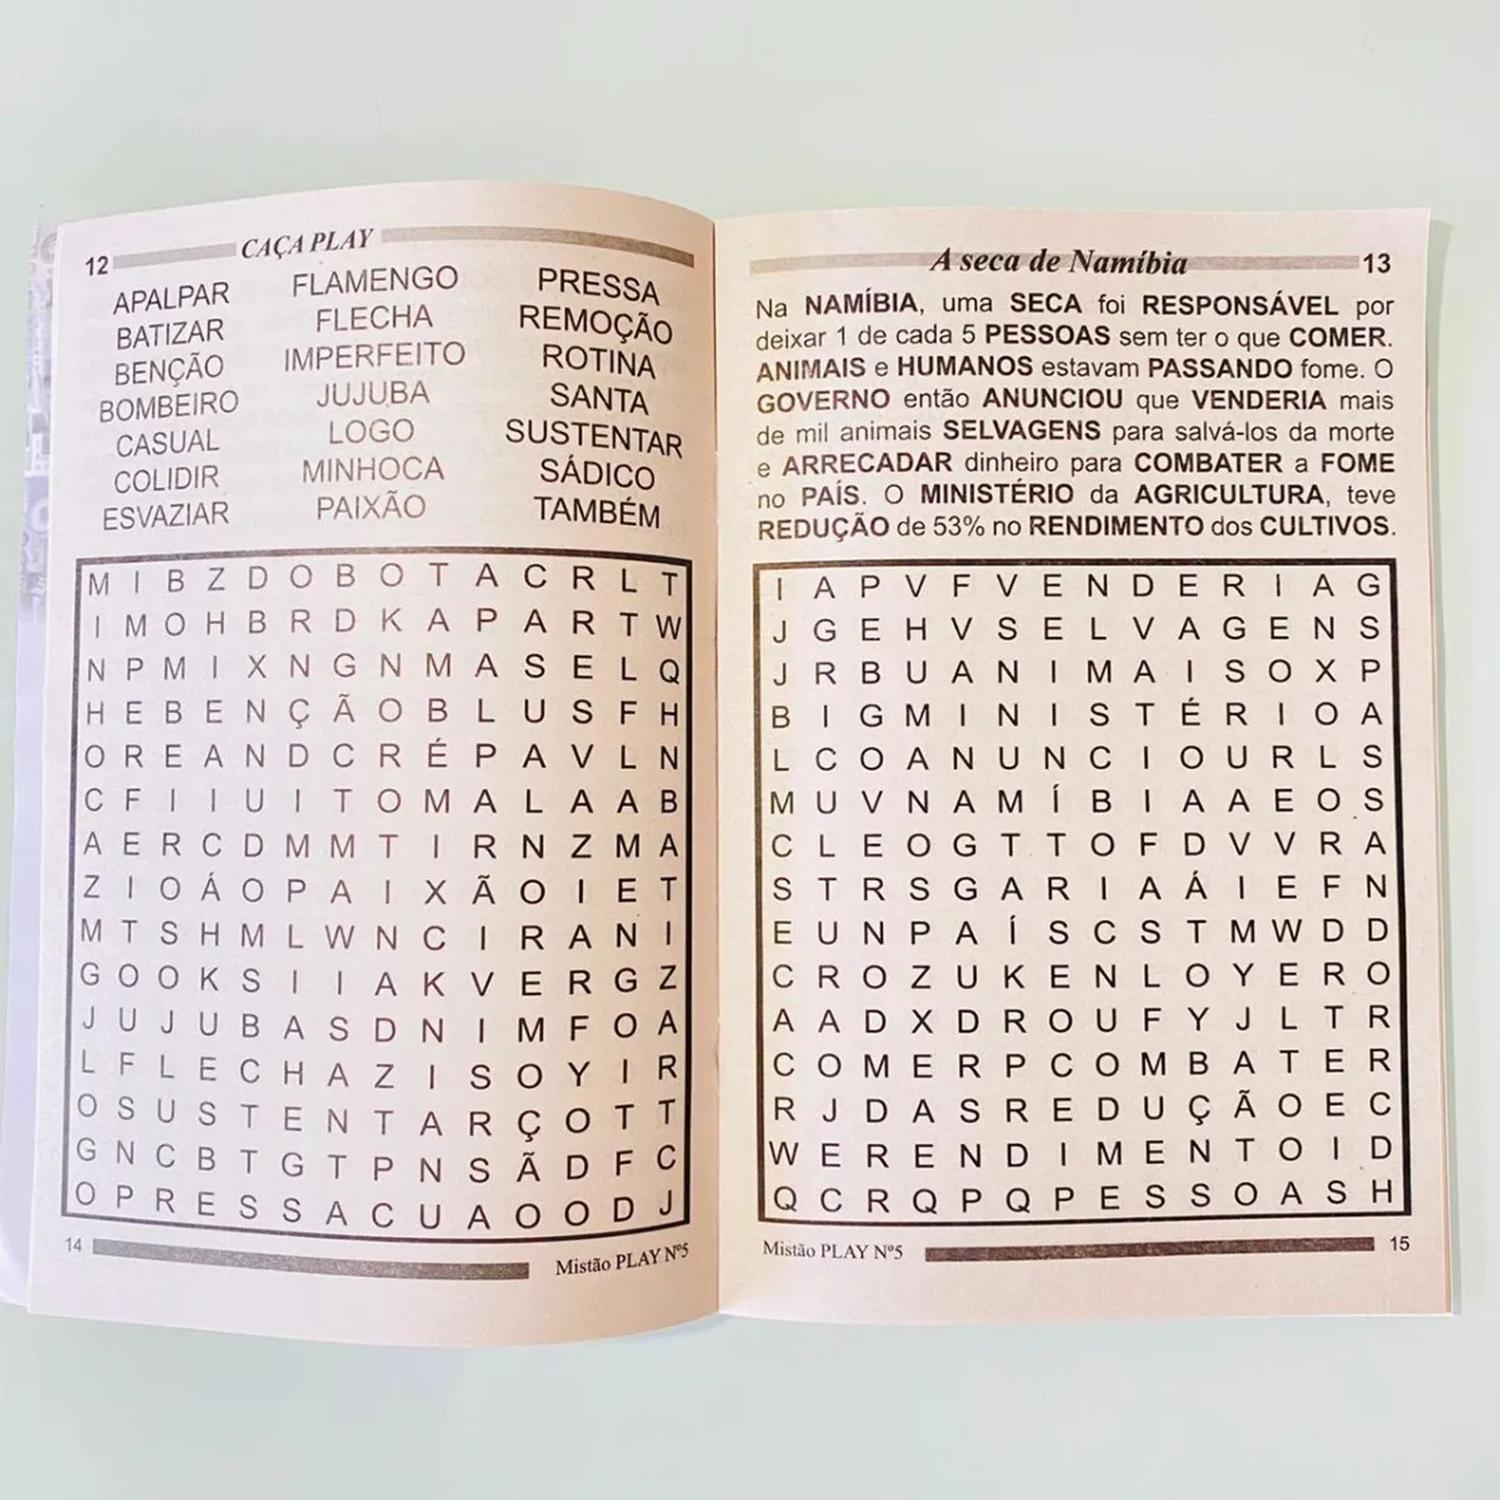 12 CAÇA PLAY
APALPAR FLAMENGO PRESSA
BATIZAR FLECHA REMOÇÃO
BENÇÃO IMPERFEITO ROTINA
BOMBEIRO JUJUBA SANTA
CASUAL LOGO SUSTENTAR
COLIDIR MINHOCA SÁDICO
ESVAZIAR PAIXÃO TAMBÉM
M I B Z D O B O T A C R L T
I M O H B R D K A P A R T W
N P M I X N G N M A S E L Q
H E B E N Ç Ã O B L U S F H
O R E A N D C R É P A V L N
C F I I U I T O M A L A A B
A E R C D M M T I R N Z M A
Z I O Á O P A I X Ã O I E T
M T S H M L W N C I R A N I
G O O K S I I A K V E R G Z
J U J U B A S D N I M F O A
L F L E C H A Z I S O Y I R
O S U S T E N T A R Ç O T T
G N C B T G T P N S Ã D F C
O P R E S S A C U A O O D J
14 Mistão PLAY Nº5
A seca de Namíbia 13
Na NAMÍBIA, uma SECA foi RESPONSÁVEL por
deixar 1 de cada 5 PESSOAS sem ter o que COMER.
ANIMAIS e HUMANOS estavam PASSANDO fome. O
GOVERNO então ANUNCIOU que VENDERIA mais
de mil animais SELVAGENS para salvá-los da morte
e ARRECADAR dinheiro para COMBATER a FOME
no PAÍS. O MINISTÉRIO da AGRICULTURA, teve
REDUÇÃO de 53% no RENDIMENTO dos CULTIVOS.
I A P V F V E N D E R I A G
J G E H V S E L V A G E N S
J R B U A N I M A I S O X P
B I G M I N I S T É R I O A
L C O A N U N C I O U R L S
M U V N A M Í B I A A E O S
C L E O G T T O F D V V R A
S T R S G A R I A Á I E F N
E U N P A Í S C S T M W D D
C R O Z U K E N L O Y E R O
A A D X D R O U F Y J L T R
C O M E R P C O M B A T E R
R J D A S R E D U Ç Ã O E C
W E R E N D I M E N T O I D
Q C R Q P Q P E S S O A S H
Mistão PLAY Nº5 15